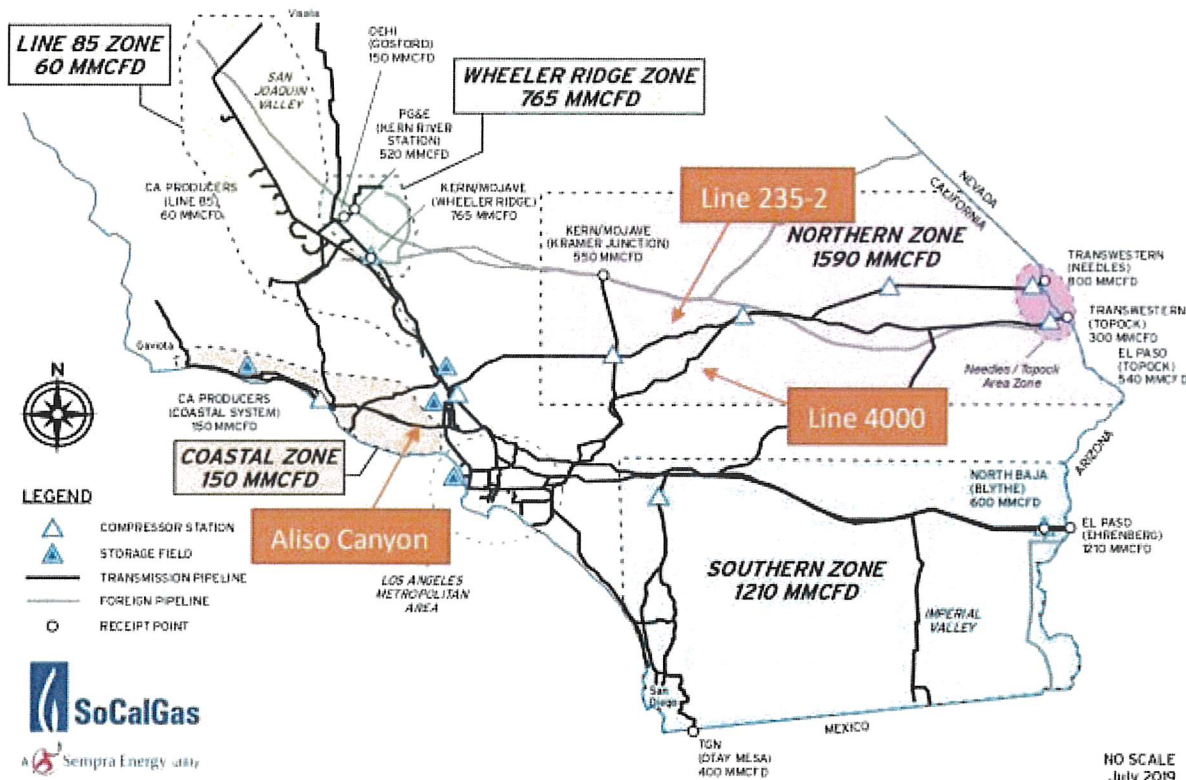 Visalia
LINE 85 ZONE
60 MMCFD
SAN
JOAQUIN
VALLEY
OEHI
(GOSFORD)
150 MMCFD
WHEELER RIDGE ZONE
765 MMCFD
PG&E
(KERN RIVER
STATION)
520 MMCFD
CA PRODUCERS
(LINE 85)
60 MMCFD
KERN/MOJAVE
(WHEELER RIDGE)
765 MMCFD
Line 235-2
NEVADA
CALIFORNIA
KERN/MOJAVE
(KRAMER JUNCTION)
550 MMCFD
NORTHERN ZONE
1590 MMCFD
TRANSWESTERN
(NEEDLES)
800 MMCFD
TRANSWESTERN
(TOPOCK)
300 MMCFD
EL PASO
(TOPOCK)
540 MMCFD
Needles / Topock
Area Zone
Gaviota
N
CA PRODUCERS
(COASTAL SYSTEM)
150 MMCFD
Line 4000
COASTAL ZONE
150 MMCFD
ARIZONA
NORTH BAJA
(BLYTHE)
600 MMCFD
EL PASO
(EHRENBERG)
1210 MMCFD
Aliso Canyon
LOS ANGELES
METROPOLITAN
AREA
SOUTHERN ZONE
1210 MMCFD
IMPERIAL
VALLEY
LEGEND
COMPRESSOR STATION
STORAGE FIELD
TRANSMISSION PIPELINE
FOREIGN PIPELINE
RECEIPT POINT
San
Diego
MEXICO
TGN
(OTAY MESA)
400 MMCFD
SoCalGas
A Sempra Energy utility
NO SCALE
July 2019